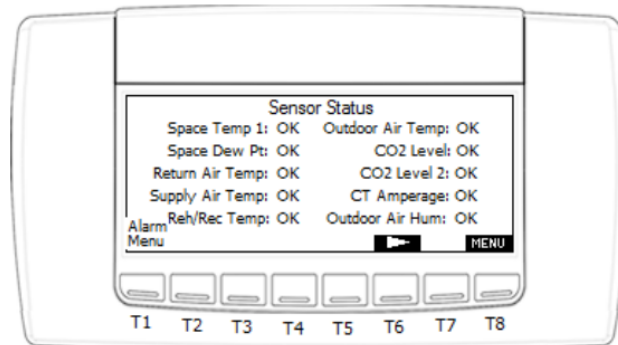 Sensor Status
Space Temp 1: OK Outdoor Air Temp: OK
Space Dew Pt: OK CO2 Level: OK
Return Air Temp: OK CO2 Level 2: OK
Supply Air Temp: OK CT Amperage: OK
Reh/Rec Temp: OK Outdoor Air Hum: OK
Alarm
Menu MENU
T1 T2 T3 T4 T5 T6 T7 T8